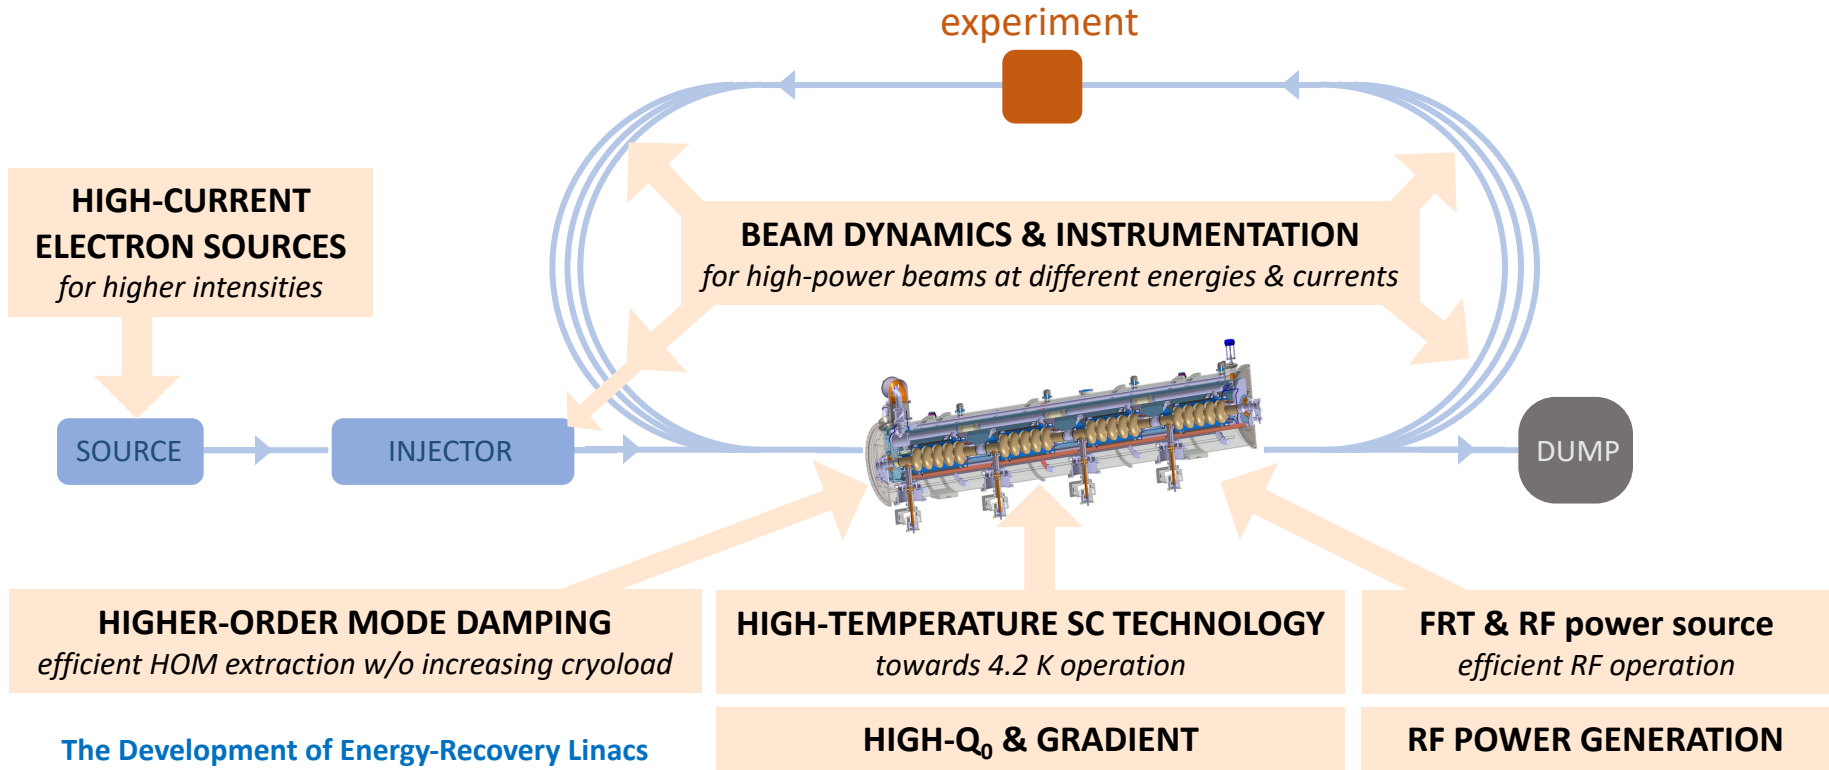 experiment
HIGH-CURRENT
ELECTRON SOURCES
for higher intensities
BEAM DYNAMICS & INSTRUMENTATION
for high-power beams at different energies & currents
SOURCE
INJECTOR
DUMP
HIGHER-ORDER MODE DAMPING
efficient HOM extraction w/o increasing cryoload
HIGH-TEMPERATURE SC TECHNOLOGY
towards 4.2 K operation
FRT & RF power source
efficient RF operation
The Development of Energy-Recovery Linacs
HIGH-Q₀ & GRADIENT
RF POWER GENERATION